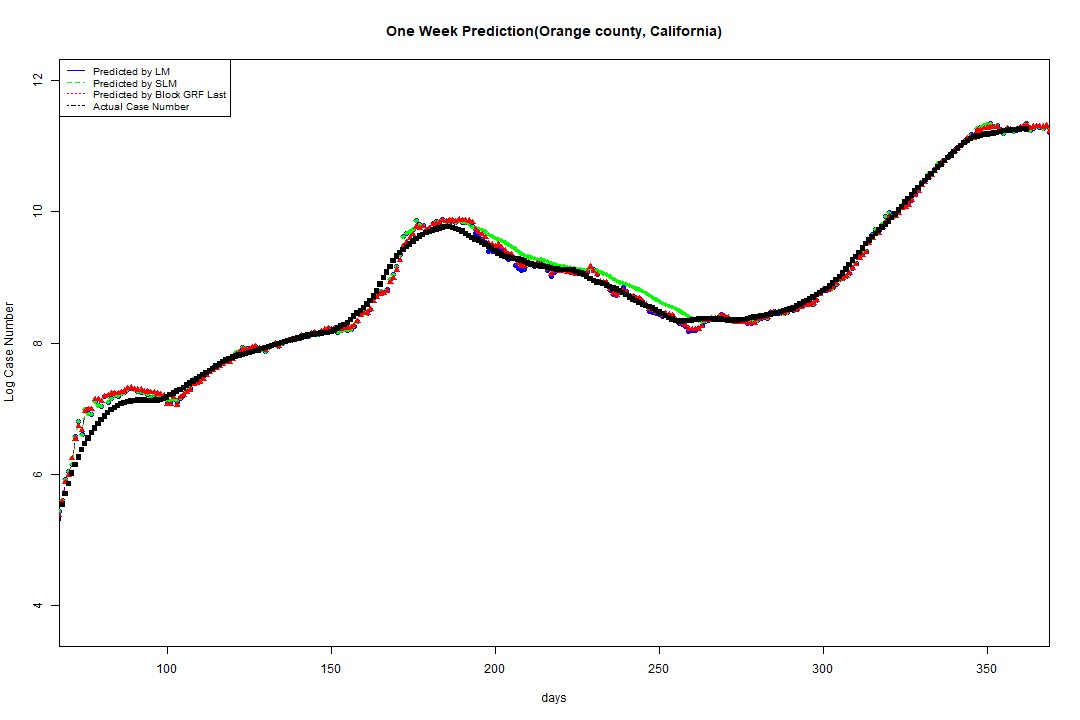 One Week Prediction(Orange county, California)
Predicted by LM
Predicted by SLM
Predicted by Block GRF Last
Actual Case Number
12
10
8
6
4
Log Case Number
100 150 200 250 300 350
days